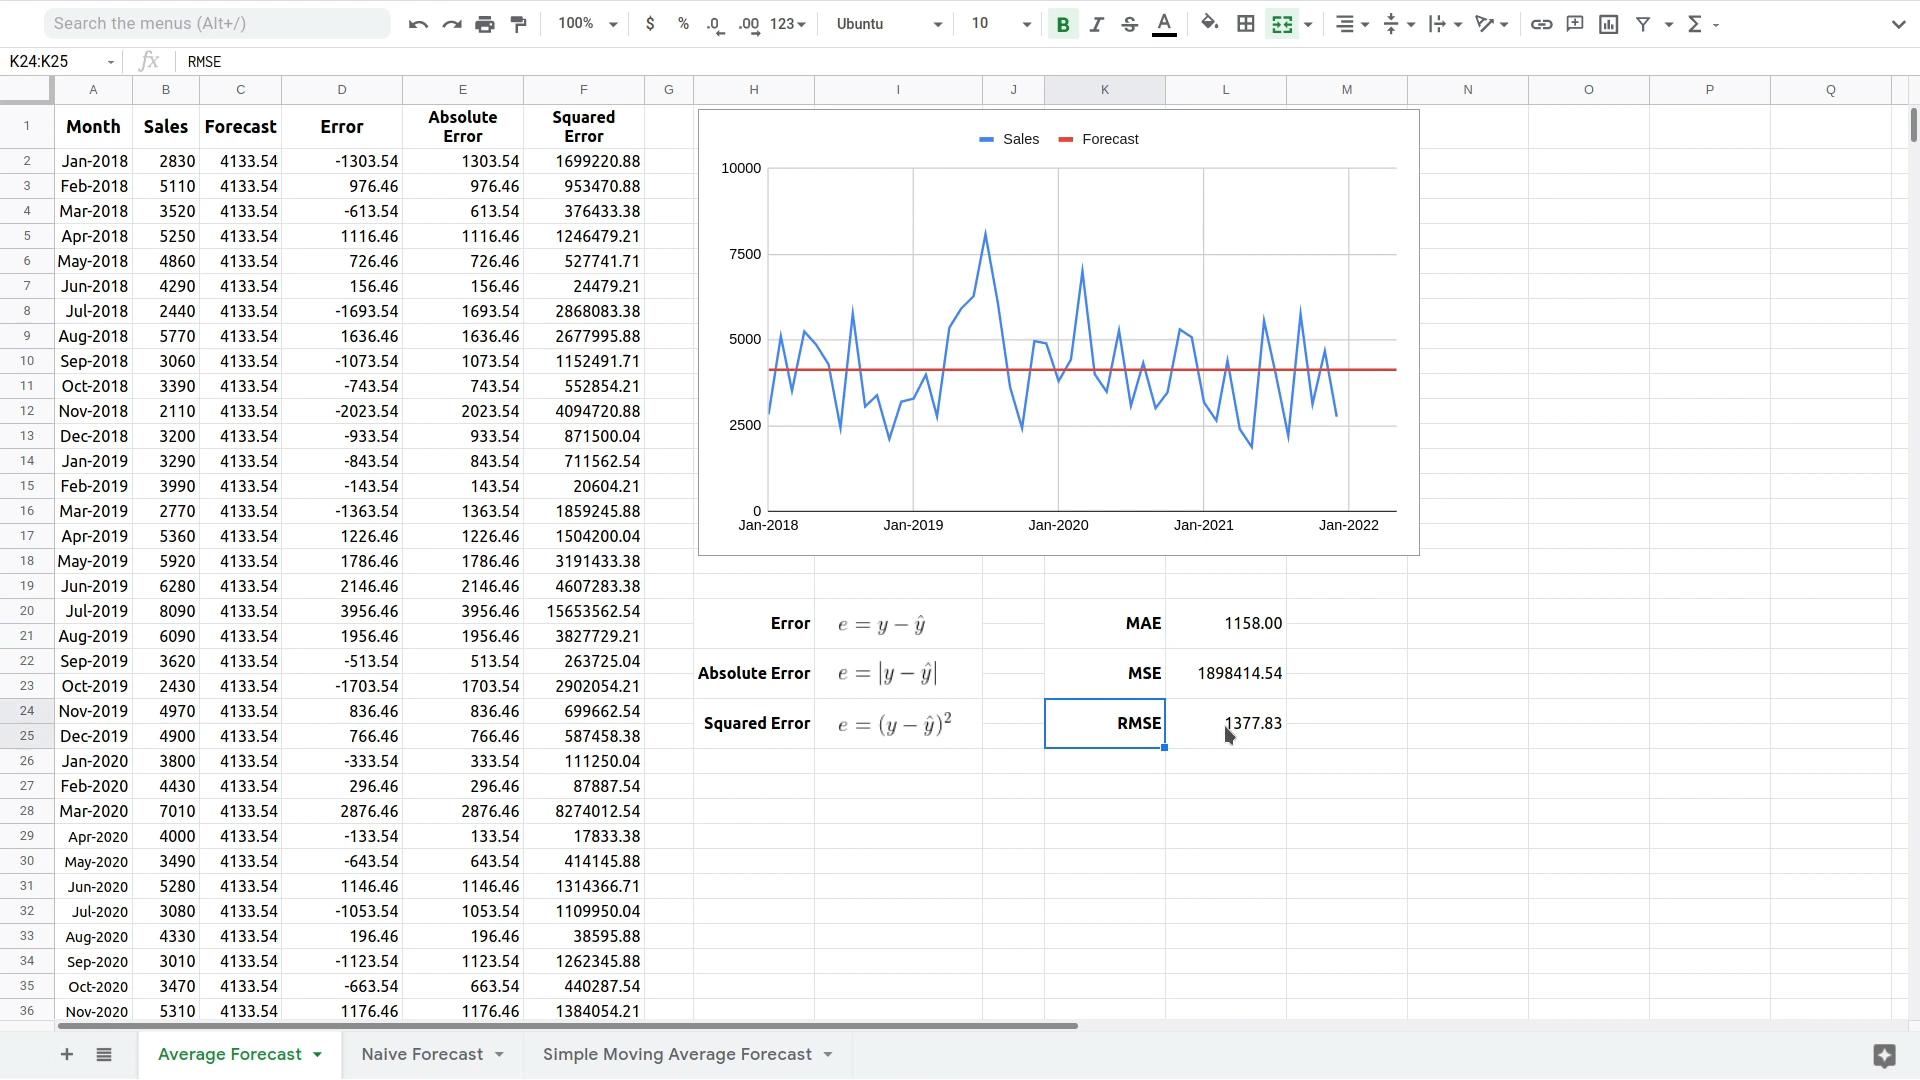 Search the menus (Alt+/)
100%
$ % .0 .00 123
Ubuntu
10
B I S A
K24:K25 fx RMSE
A B C D E F G H I J K L M N O P Q
1 Month Sales Forecast Error Absolute Error Squared Error
2 Jan-2018 2830 4133.54 -1303.54 1303.54 1699220.88
3 Feb-2018 5110 4133.54 976.46 976.46 953470.88
4 Mar-2018 3520 4133.54 -613.54 613.54 376433.38
5 Apr-2018 5250 4133.54 1116.46 1116.46 1246479.21
6 May-2018 4860 4133.54 726.46 726.46 527741.71
7 Jun-2018 4290 4133.54 156.46 156.46 24479.21
8 Jul-2018 2440 4133.54 -1693.54 1693.54 2868083.38
9 Aug-2018 5770 4133.54 1636.46 1636.46 2677995.88
10 Sep-2018 3060 4133.54 -1073.54 1073.54 1152491.71
11 Oct-2018 3390 4133.54 -743.54 743.54 552854.21
12 Nov-2018 2110 4133.54 -2023.54 2023.54 4094720.88
13 Dec-2018 3200 4133.54 -933.54 933.54 871500.04
14 Jan-2019 3290 4133.54 -843.54 843.54 711562.54
15 Feb-2019 3990 4133.54 -143.54 143.54 20604.21
16 Mar-2019 2770 4133.54 -1363.54 1363.54 1859245.88
17 Apr-2019 5360 4133.54 1226.46 1226.46 1504200.04
18 May-2019 5920 4133.54 1786.46 1786.46 3191433.38
19 Jun-2019 6280 4133.54 2146.46 2146.46 4607283.38
20 Jul-2019 8090 4133.54 3956.46 3956.46 15653562.54
21 Aug-2019 6090 4133.54 1956.46 1956.46 3827729.21
22 Sep-2019 3620 4133.54 -513.54 513.54 263725.04
23 Oct-2019 2430 4133.54 -1703.54 1703.54 2902054.21
24 Nov-2019 4970 4133.54 836.46 836.46 699662.54
25 Dec-2019 4900 4133.54 766.46 766.46 587458.38
26 Jan-2020 3800 4133.54 -333.54 333.54 111250.04
27 Feb-2020 4430 4133.54 296.46 296.46 87887.54
28 Mar-2020 7010 4133.54 2876.46 2876.46 8274012.54
29 Apr-2020 4000 4133.54 -133.54 133.54 17833.38
30 May-2020 3490 4133.54 -643.54 643.54 414145.88
31 Jun-2020 5280 4133.54 1146.46 1146.46 1314366.71
32 Jul-2020 3080 4133.54 -1053.54 1053.54 1109950.04
33 Aug-2020 4330 4133.54 196.46 196.46 38595.88
34 Sep-2020 3010 4133.54 -1123.54 1123.54 1262345.88
35 Oct-2020 3470 4133.54 -663.54 663.54 440287.54
36 Nov-2020 5310 4133.54 1176.46 1176.46 1384054.21
Sales Forecast
10000
7500
5000
2500
0
Jan-2018 Jan-2019 Jan-2020 Jan-2021 Jan-2022
Error e = y − ŷ MAE 1158.00
Absolute Error e = |y − ŷ| MSE 1898414.54
Squared Error e = (y − ŷ)² RMSE 1377.83
+ Average Forecast Naive Forecast Simple Moving Average Forecast